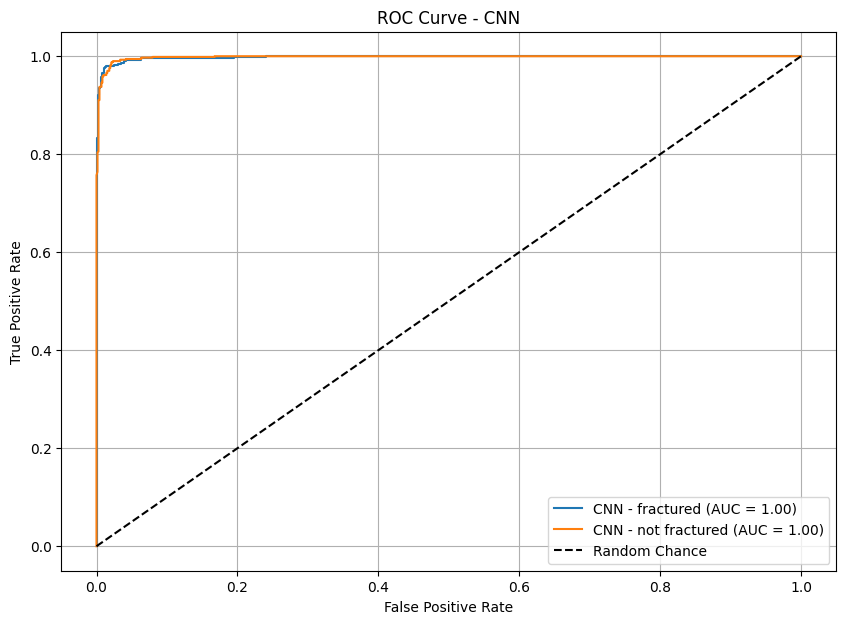 ROC Curve - CNN
True Positive Rate
1.0
0.8
0.6
0.4
0.2
0.0
CNN - fractured (AUC = 1.00)
CNN - not fractured (AUC = 1.00)
Random Chance
0.0 0.2 0.4 0.6 0.8 1.0
False Positive Rate